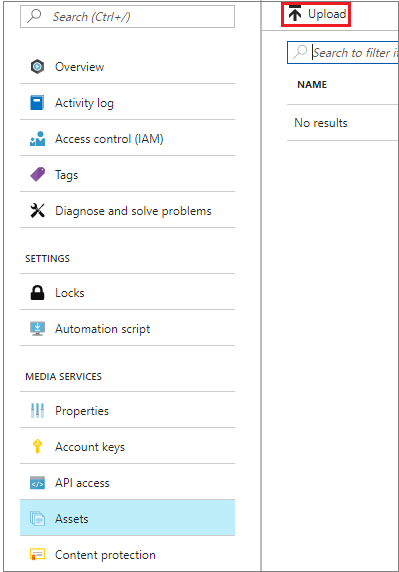 Search (Ctrl+/)
Overview
Activity log
Access control (IAM)
Tags
Diagnose and solve problems
SETTINGS
Locks
Automation script
MEDIA SERVICES
Properties
Account keys
API access
Assets
Content protection
Upload
Search to filter it
NAME
No results